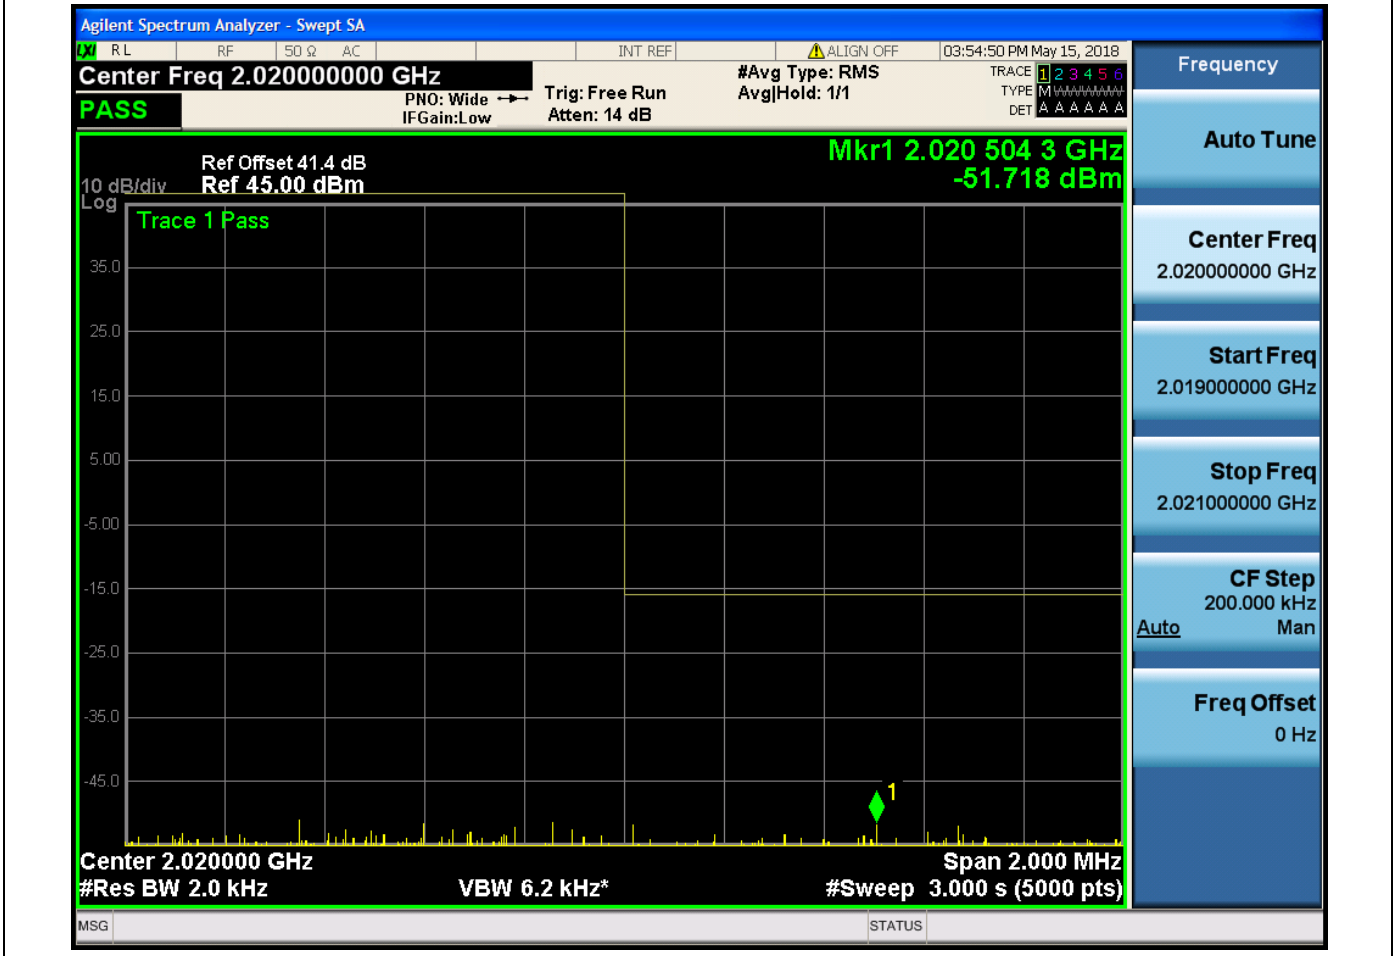 Agilent Spectrum Analyzer - Swept SA
LXI RL RF 50 Ω AC INT REF ALIGN OFF 03:54:50 PM May 15, 2018
Center Freq 2.020000000 GHz
#Avg Type: RMS
TRACE 1 2 3 4 5 6
PASS
PNO: Wide
Trig: Free Run
Avg|Hold: 1/1
TYPE M WWWWW
IFGain:Low
Atten: 14 dB
DET A A A A A A
Mkr1 2.020 504 3 GHz
-51.718 dBm
Ref Offset 41.4 dB
10 dB/div Ref 45.00 dBm
Log
Trace 1 Pass
35.0
25.0
15.0
5.00
-5.00
-15.0
-25.0
-35.0
-45.0
1
Center 2.020000 GHz
Span 2.000 MHz
#Res BW 2.0 kHz
VBW 6.2 kHz*
#Sweep 3.000 s (5000 pts)
MSG
STATUS
Frequency
Auto Tune
Center Freq
2.020000000 GHz
Start Freq
2.019000000 GHz
Stop Freq
2.021000000 GHz
CF Step
200.000 kHz
Auto Man
Freq Offset
0 Hz